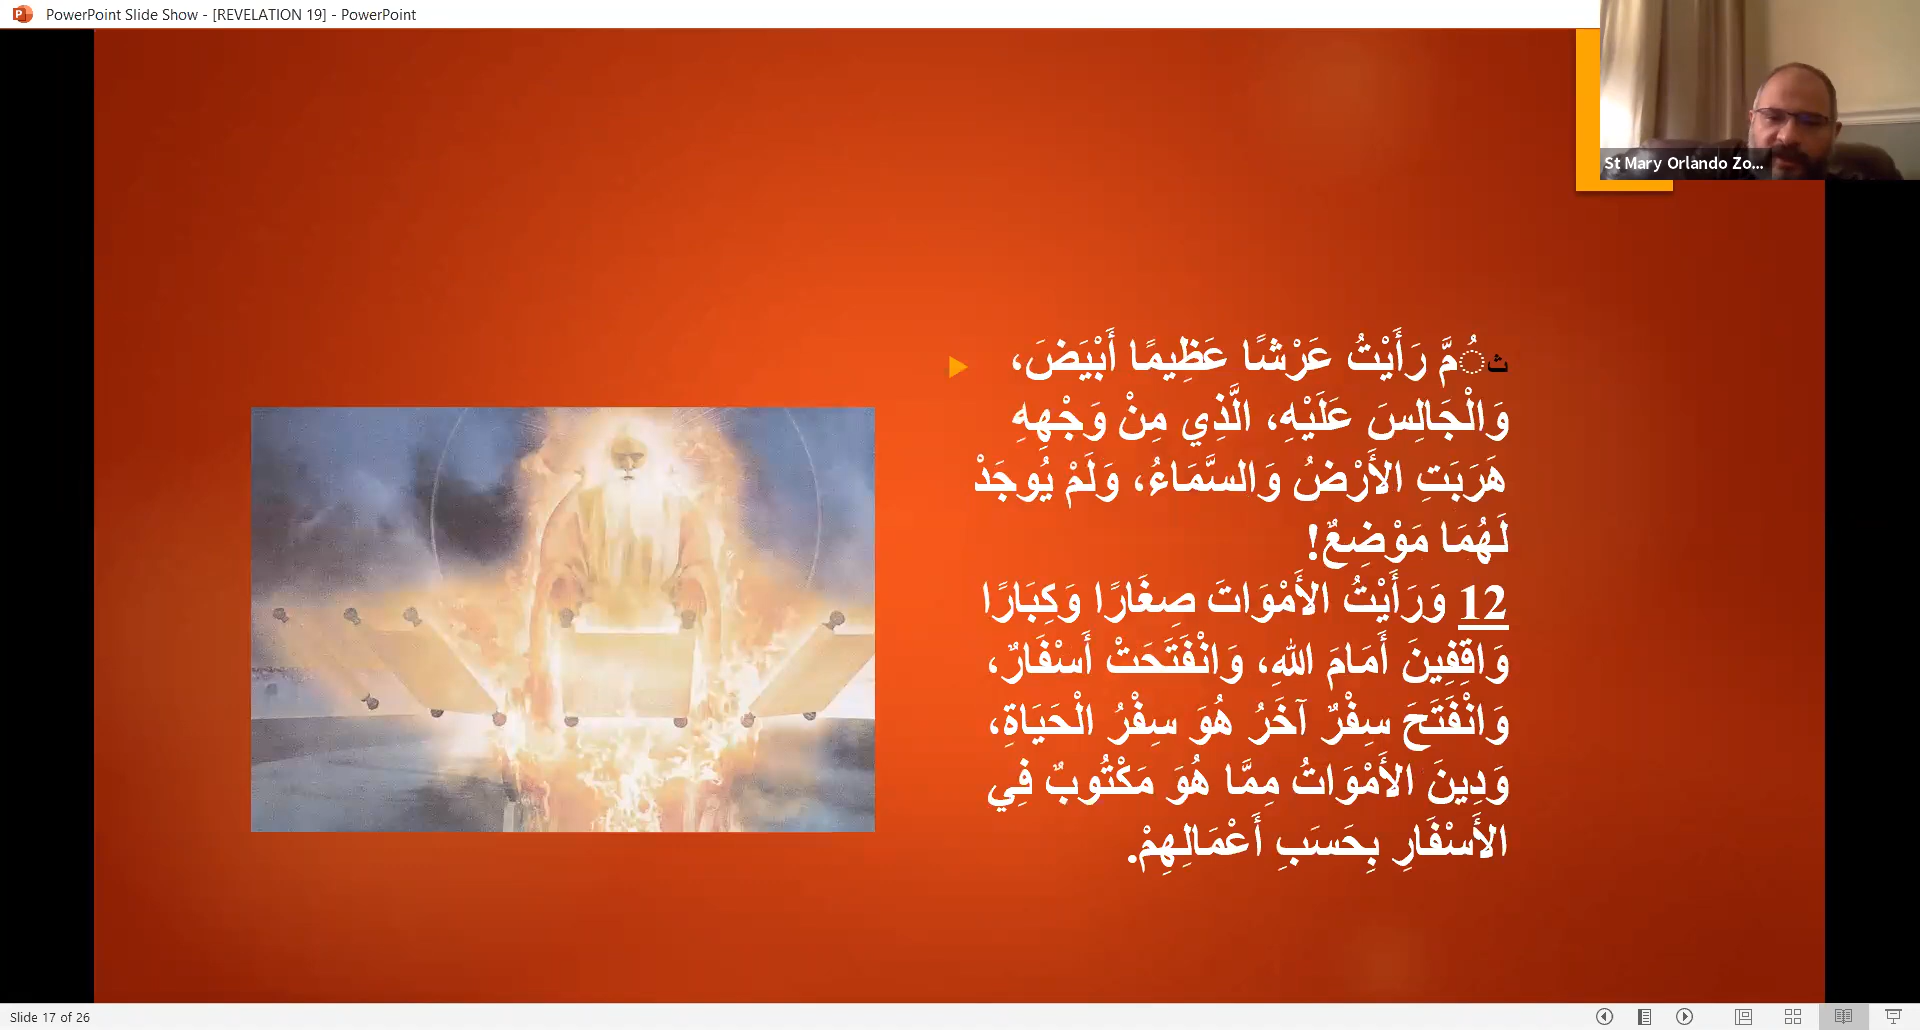 PowerPoint Slide Show - [REVELATION 19] - PowerPoint
St Mary Orlando Zo...
ثُمَّ رَأَيْتُ عَرْشًا عَظِيمًا أَبْيَضَ،
وَالْجَالِسَ عَلَيْهِ، الَّذِي مِنْ وَجْهِهِ
هَرَبَتِ الأَرْضُ وَالسَّمَاءُ، وَلَمْ يُوجَدْ
لَهُمَا مَوْضِعٌ!
12 وَرَأَيْتُ الأَمْوَاتَ صِغَارًا وَكِبَارًا
وَاقِفِينَ أَمَامَ اللهِ، وَانْفَتَحَتْ أَسْفَارٌ،
وَانْفَتَحَ سِفْرٌ آخَرُ هُوَ سِفْرُ الْحَيَاةِ،
وَدِينَ الأَمْوَاتُ مِمَّا هُوَ مَكْتُوبٌ فِي
الأَسْفَارِ بِحَسَبِ أَعْمَالِهِمْ.
Slide 17 of 26